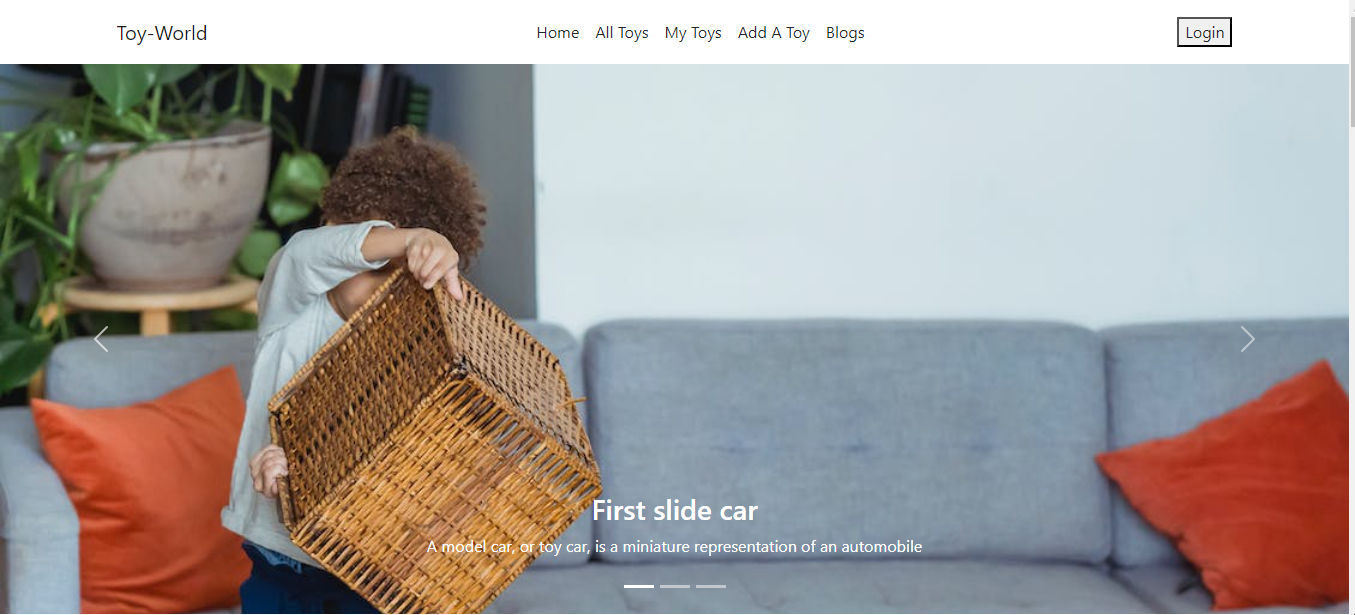 Toy-World Home All Toys My Toys Add A Toy Blogs Login
First slide car
A model car, or toy car, is a miniature representation of an automobile